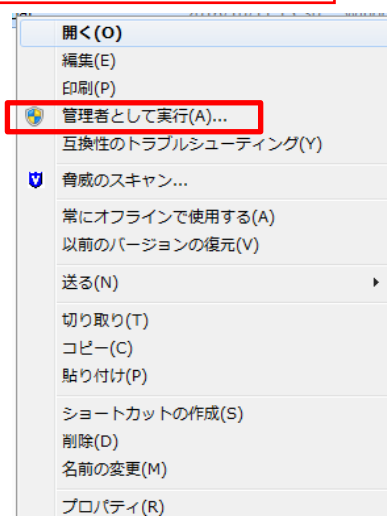 開く(O)
編集(E)
印刷(P)
管理者として実行(A)...
互換性のトラブルシューティング(Y)
脅威のスキャン...
常にオフラインで使用する(A)
以前のバージョンの復元(V)
送る(N)
切り取り(T)
コピー(C)
貼り付け(P)
ショートカットの作成(S)
削除(D)
名前の変更(M)
プロパティ(R)